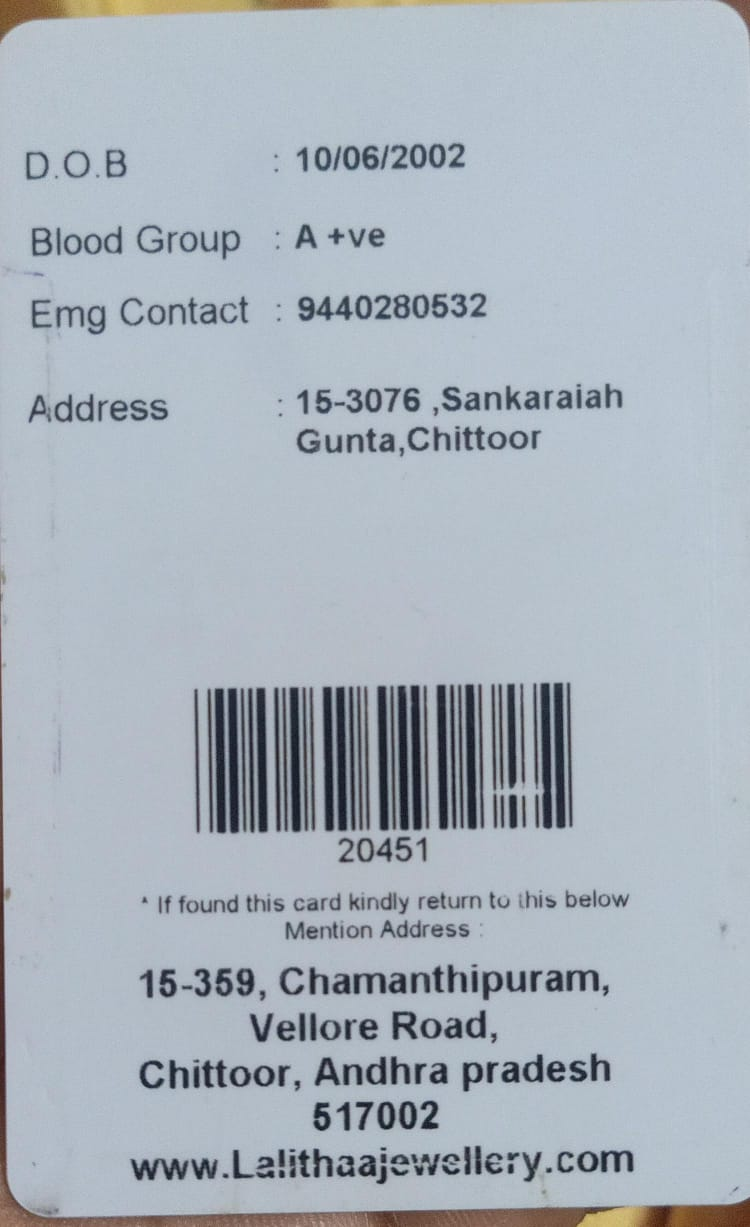 D.O.B : 10/06/2002
Blood Group : A +ve
Emg Contact : 9440280532
Address : 15-3076 ,Sankaraiah
Gunta,Chittoor
20451
* If found this card kindly return to this below
Mention Address :
15-359, Chamanthipuram,
Vellore Road,
Chittoor, Andhra pradesh
517002
www.Lalithaajewellery.com